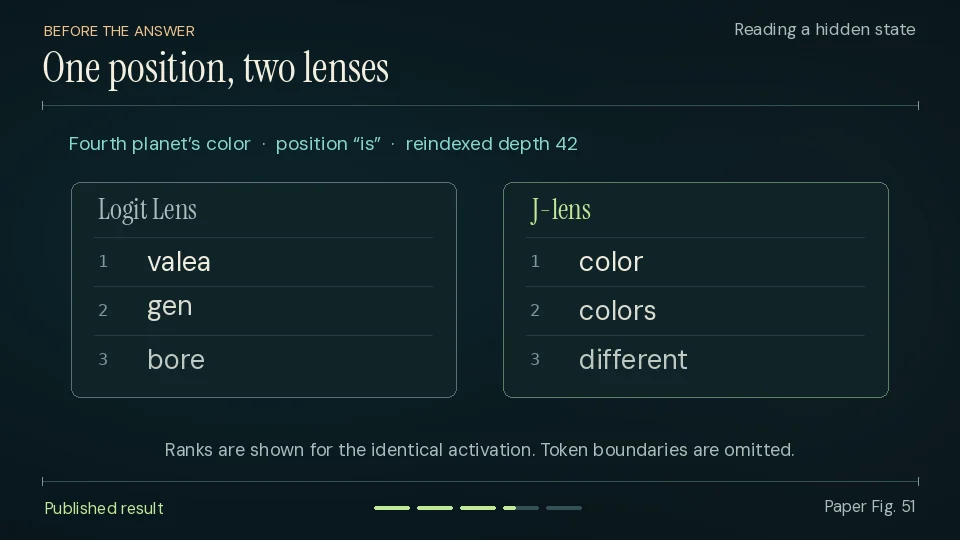 BEFORE THE ANSWER
Reading a hidden state
One position, two lenses
Fourth planet’s color · position “is” · reindexed depth 42
Logit Lens
1 valea
2 gen
3 bore
J-lens
1 color
2 colors
3 different
Ranks are shown for the identical activation. Token boundaries are omitted.
Published result
Paper Fig. 51